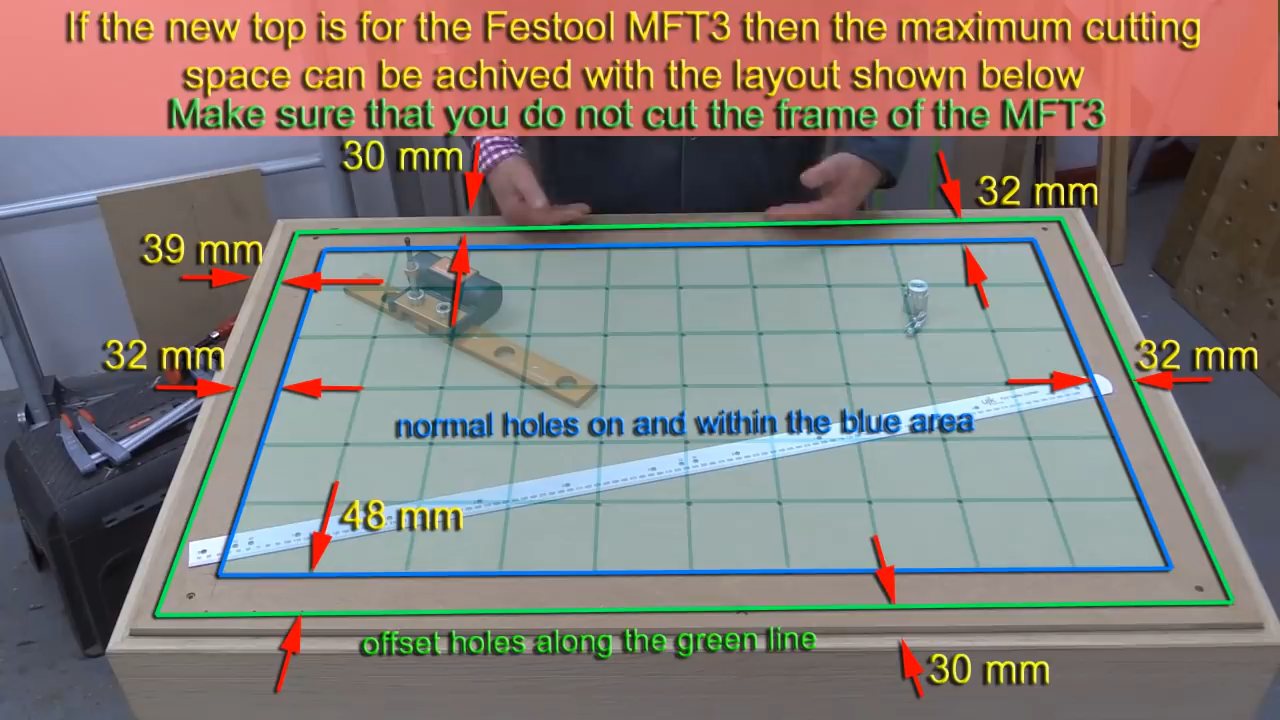 If the new top is for the Festool MFT3 then the maximum cutting
space can be achived with the layout shown below
Make sure that you do not cut the frame of the MFT3
30 mm
32 mm
39 mm
32 mm
32 mm
normal holes on and within the blue area
48 mm
offset holes along the green line
30 mm